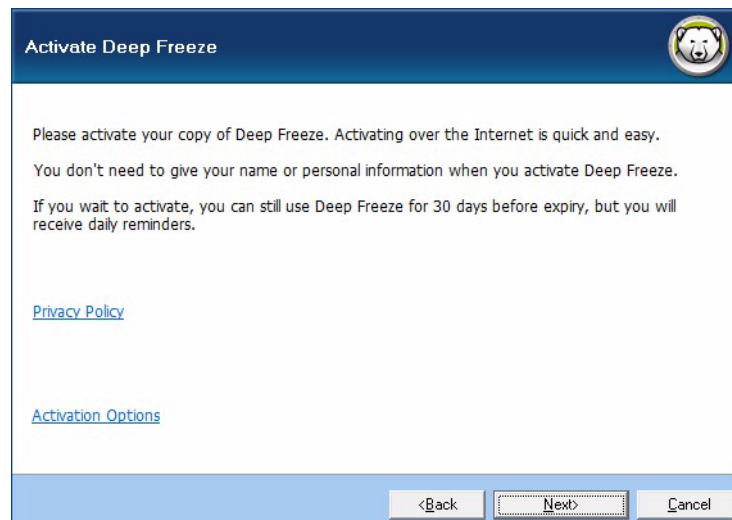 Activate Deep Freeze
Please activate your copy of Deep Freeze. Activating over the Internet is quick and easy.
You don't need to give your name or personal information when you activate Deep Freeze.
If you wait to activate, you can still use Deep Freeze for 30 days before expiry, but you will
receive daily reminders.
Privacy Policy
Activation Options
<Back Next> Cancel